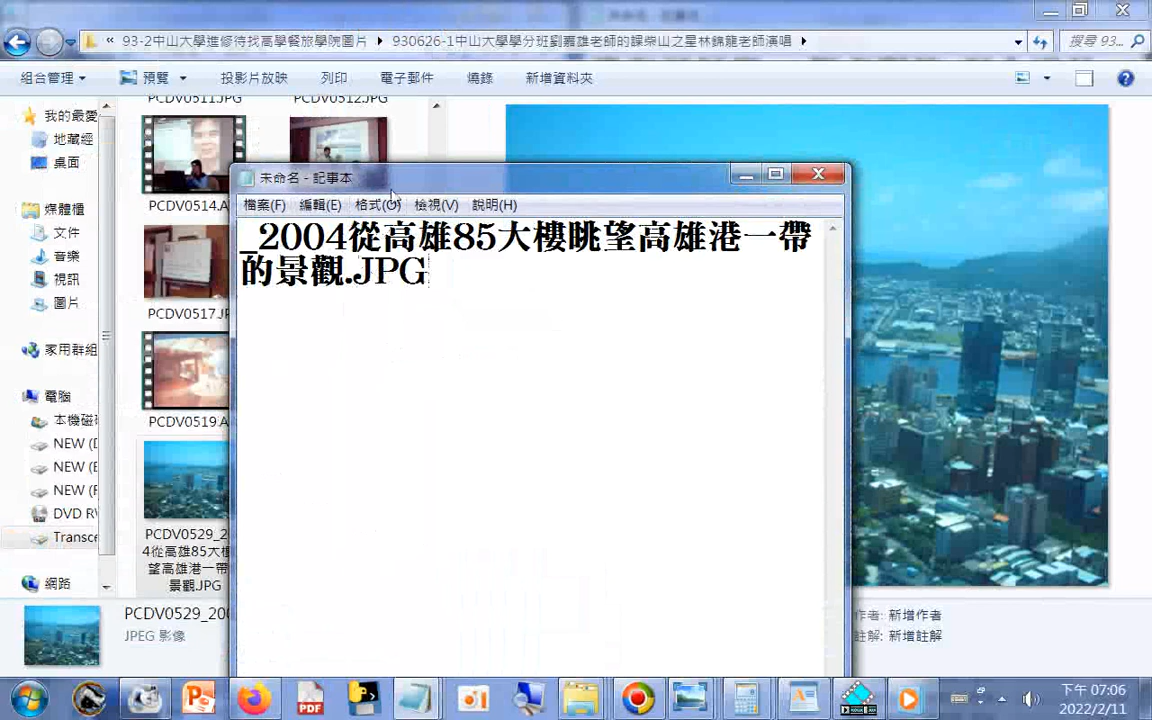 « 93-2中山大學進修待找高學餐旅學院圖片 ▸ 930626-1中山大學學分班劉嘉雄老師的課柴山之星林錦龍老師演唱 ▸
搜尋 93...
組合管理 預覽 投影片放映 列印 電子郵件 燒錄 新增資料夾
我的最愛
地藏經
桌面
媒體櫃
文件
音樂
視訊
圖片
家用群組
電腦
本機磁
NEW (D
NEW (E
NEW (F
DVD RW
Transce
網路
PCDV0511.JPG PCDV0512.JPG
PCDV0514.A
PCDV0517.JP
PCDV0519.A
PCDV0529_2
4從高雄85大樓
望高雄港一帶
景觀.JPG
未命名 - 記事本
檔案(F) 編輯(E) 格式(O) 檢視(V) 說明(H)
_2004從高雄85大樓眺望高雄港一帶
的景觀.JPG
PCDV0529_200
JPEG 影像
作者: 新增作者
註解: 新增註解
PDF
下午 07:06
2022/2/11